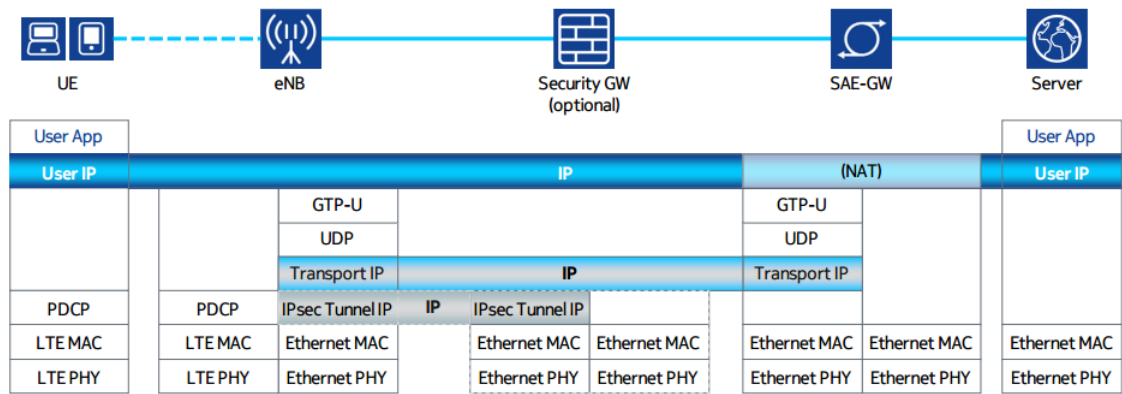 UE
eNB
Security GW
(optional)
SAE-GW
Server
User App
User App
User IP
IP
(NAT)
User IP
GTP-U
GTP-U
UDP
UDP
Transport IP
IP
Transport IP
PDCP
PDCP
IPsec Tunnel IP
IP
IPsec Tunnel IP
LTE MAC
LTE MAC
Ethernet MAC
Ethernet MAC
Ethernet MAC
Ethernet MAC
Ethernet MAC
Ethernet MAC
LTE PHY
LTE PHY
Ethernet PHY
Ethernet PHY
Ethernet PHY
Ethernet PHY
Ethernet PHY
Ethernet PHY